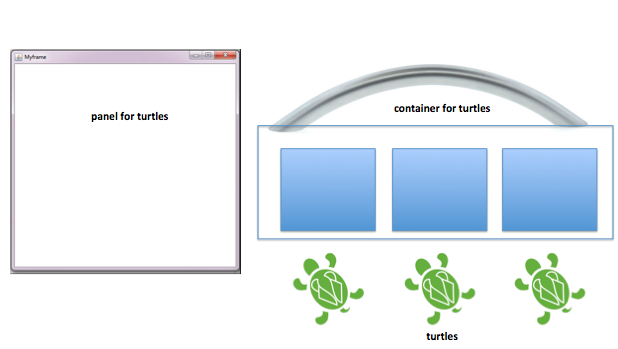 Myframe
panel for turtles
container for turtles
turtles